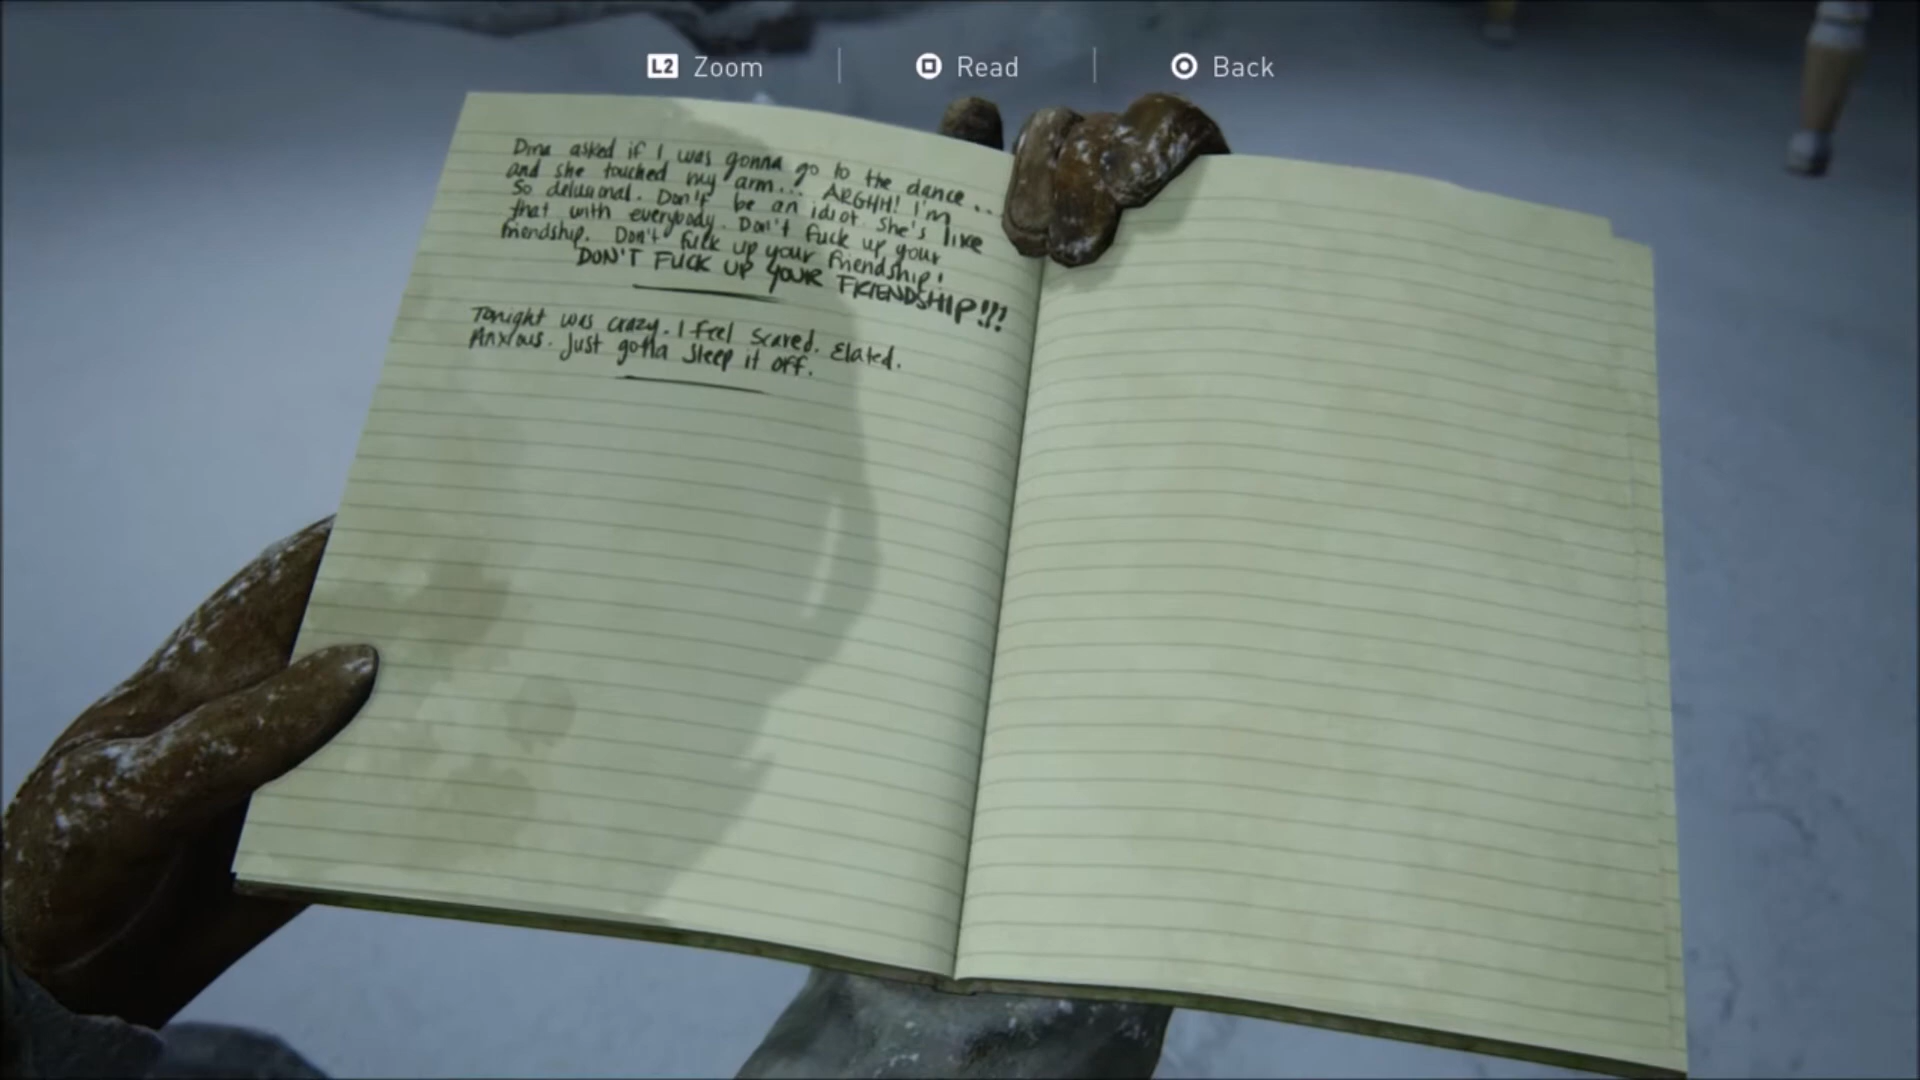 L2 Zoom | Read | Back
Dina asked if I was gonna go to the dance...
and she touched my arm... ARGHH! I'm
so delusional. Don't be an idiot. She's like
that with everybody. Don't fuck up your
friendship. Don't fuck up your friendship!
DON'T FUCK UP YOUR FRIENDSHIP!!!
Tonight was crazy. I feel scared. Elated.
Anxious. Just gotta sleep it off.